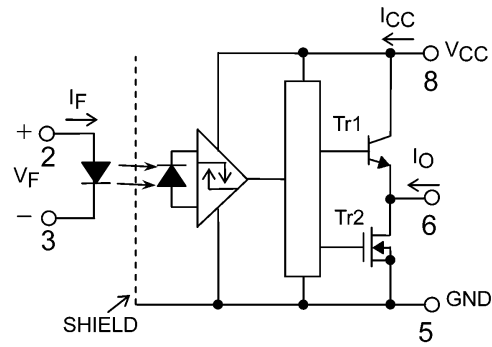 ICC
VCC
8
IF
+
2
VF
−
3
Tr1
IO
6
Tr2
GND
5
SHIELD